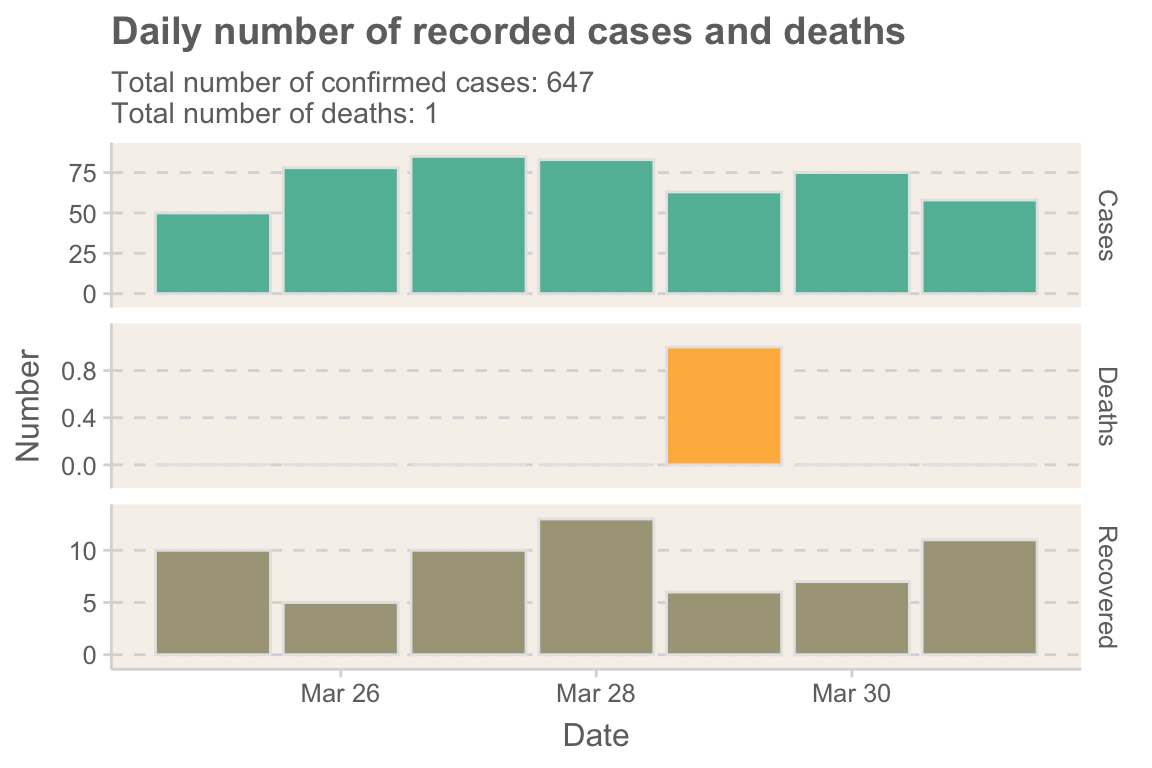 Daily number of recorded cases and deaths
Total number of confirmed cases: 647
Total number of deaths: 1
75
50
25
0
Cases
0.8
0.4
0.0
Deaths
Number
10
5
0
Recovered
Mar 26 Mar 28 Mar 30
Date